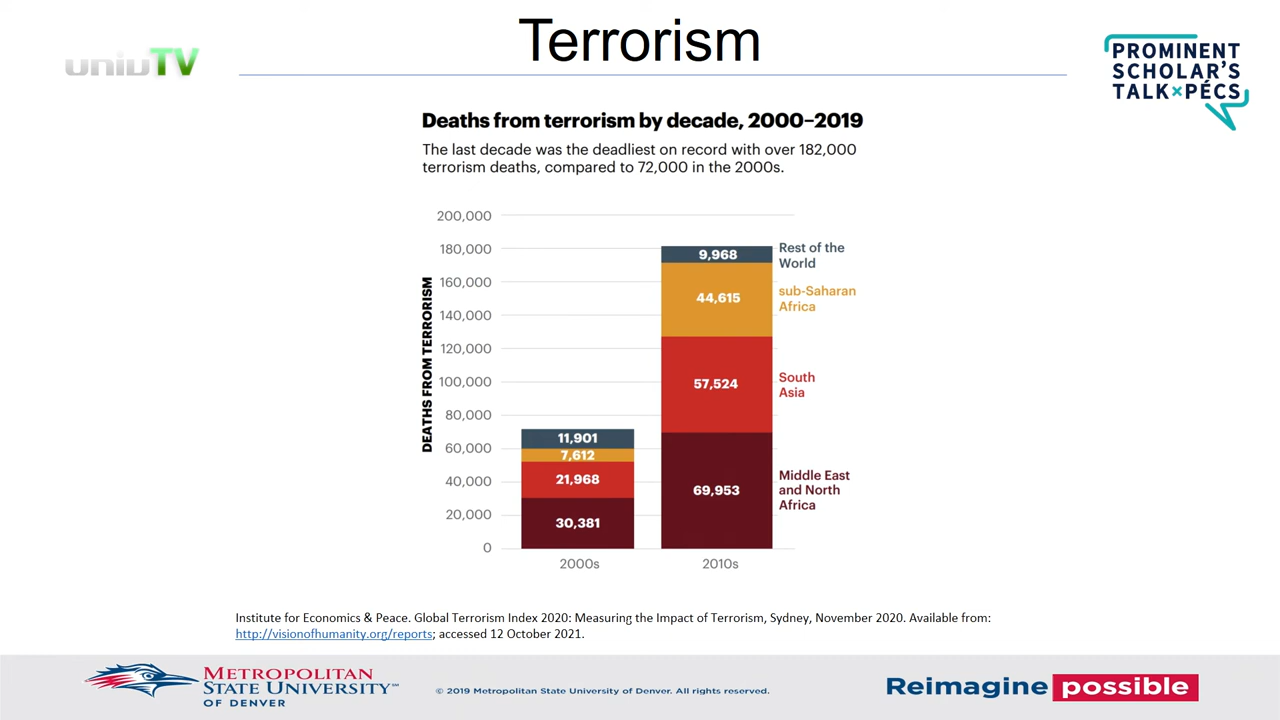 Terrorism
uniuTV
PROMINENT
SCHOLAR'S
TALK×PÉCS
Deaths from terrorism by decade, 2000–2019
The last decade was the deadliest on record with over 182,000
terrorism deaths, compared to 72,000 in the 2000s.
DEATHS FROM TERRORISM
200,000
180,000
160,000
140,000
120,000
100,000
80,000
60,000
40,000
20,000
0
11,901
7,612
21,968
30,381
2000s
9,968
44,615
57,524
69,953
2010s
Rest of the
World
sub-Saharan
Africa
South
Asia
Middle East
and North
Africa
Institute for Economics & Peace. Global Terrorism Index 2020: Measuring the Impact of Terrorism, Sydney, November 2020. Available from:
http://visionofhumanity.org/reports; accessed 12 October 2021.
METROPOLITAN
STATE UNIVERSITY℠
OF DENVER
© 2019 Metropolitan State University of Denver. All rights reserved.
Reimagine possible